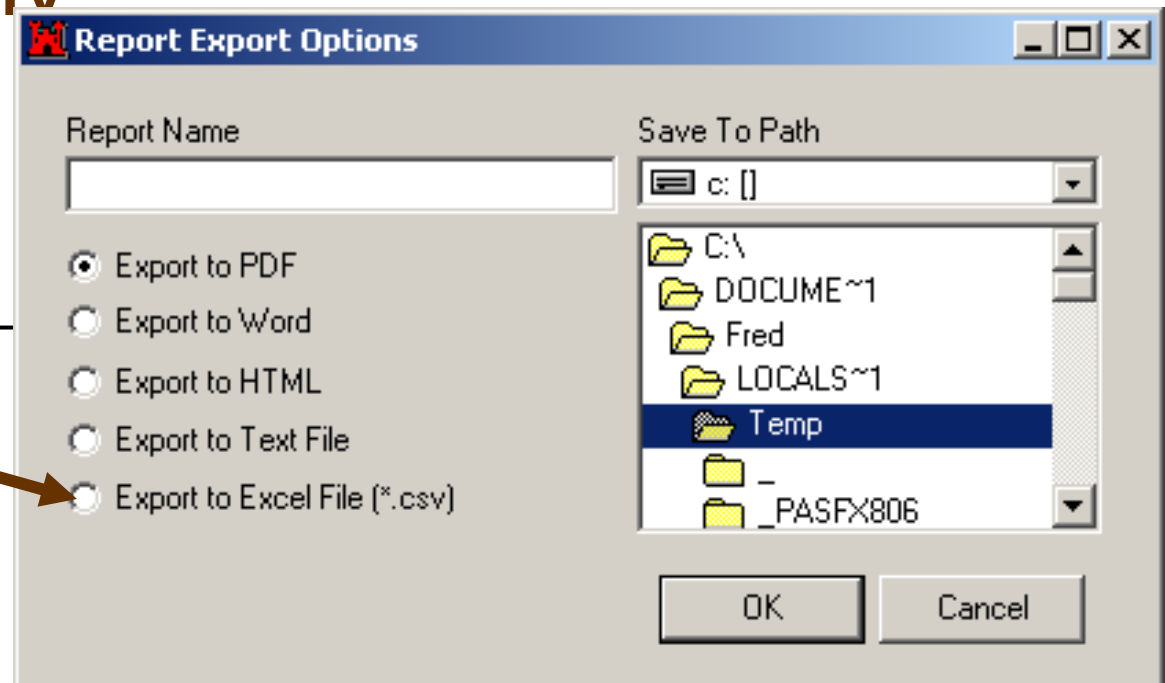 Report Export Options
Report Name
Save To Path
c: []
Export to PDF
Export to Word
Export to HTML
Export to Text File
Export to Excel File (*.csv)
C:\
DOCUME~1
Fred
LOCALS~1
Temp
_
_PASFX806
OK
Cancel